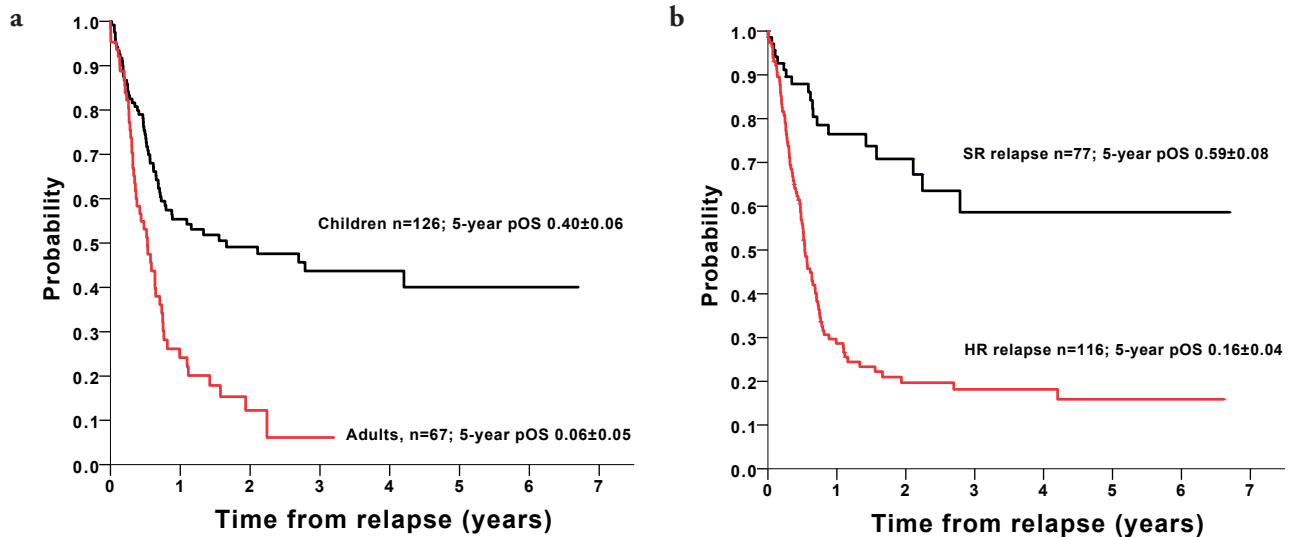 a
Probability
1.0
0.9
0.8
0.7
0.6
0.5
0.4
0.3
0.2
0.1
0.0
Children n=126; 5-year pOS 0.40±0.06
Adults, n=67; 5-year pOS 0.06±0.05
0 1 2 3 4 5 6 7
Time from relapse (years)
b
Probability
1.0
0.9
0.8
0.7
0.6
0.5
0.4
0.3
0.2
0.1
0.0
SR relapse n=77; 5-year pOS 0.59±0.08
HR relapse n=116; 5-year pOS 0.16±0.04
0 1 2 3 4 5 6 7
Time from relapse (years)